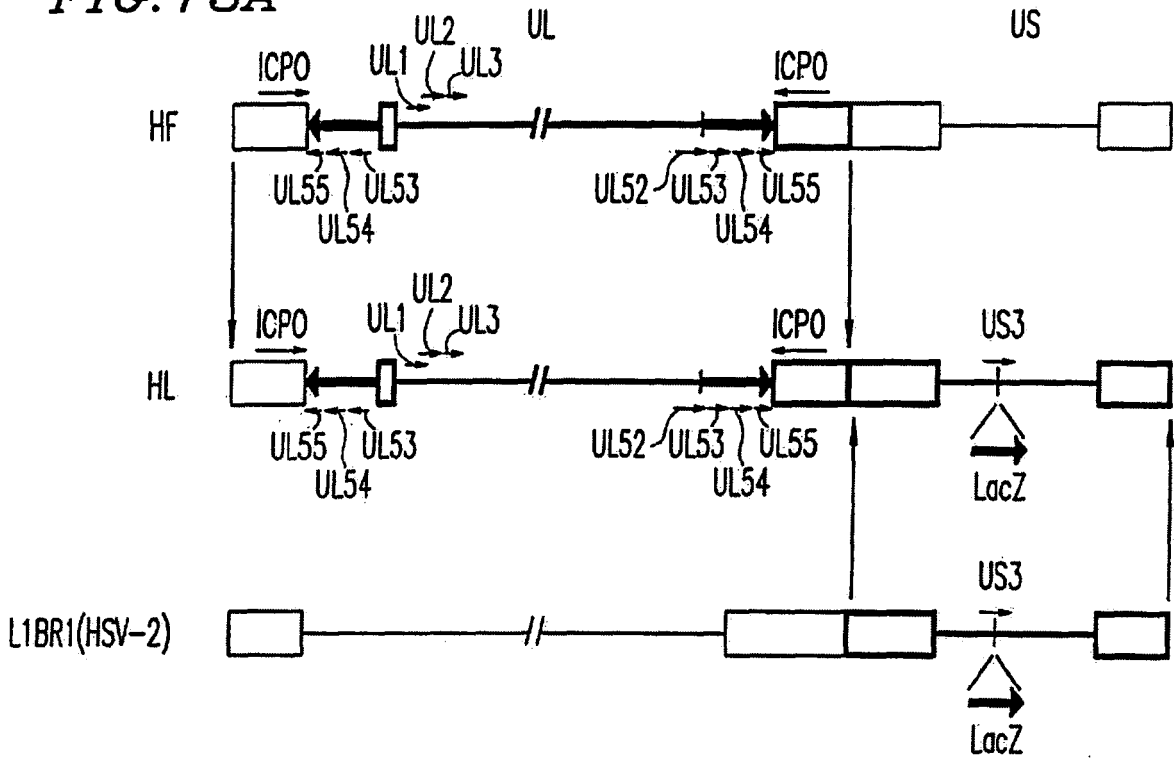 UL US
UL2
UL1 UL3
ICP0 ICP0
HF
UL55 UL53 UL52 UL53 UL55
UL54 UL54
UL2
UL1 UL3
ICP0 ICP0 US3
HL
UL55 UL53 UL52 UL53 UL55
UL54 UL54
LacZ
US3
L1BR1(HSV-2)
LacZ